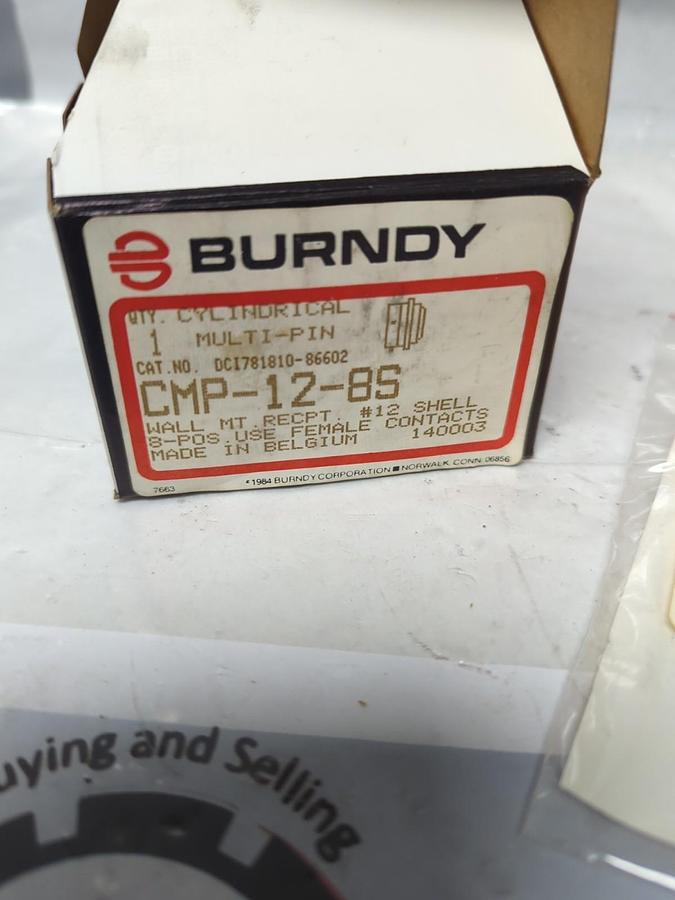 BURNDY
QTY. CYLINDRICAL
1 MULTI-PIN
CAT.NO. DCI781810-86602
CMP-12-8S
WALL MT.RECPT. #12 SHELL
8-POS.USE FEMALE CONTACTS
MADE IN BELGIUM 140003
7663 © 1984 BURNDY CORPORATION ■ NORWALK CONN. 06856
and Selling